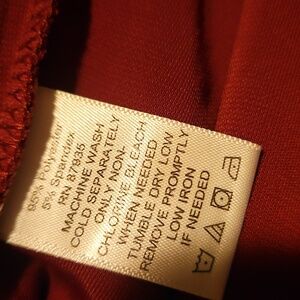 95% Polyester
5% Spandex
RN 87935
MACHINE WASH
COLD SEPARATELY
ONLY NON-
CHLORINE BLEACH
WHEN NEEDED
TUMBLE DRY LOW
REMOVE PROMPTLY
LOW IRON
IF NEEDED